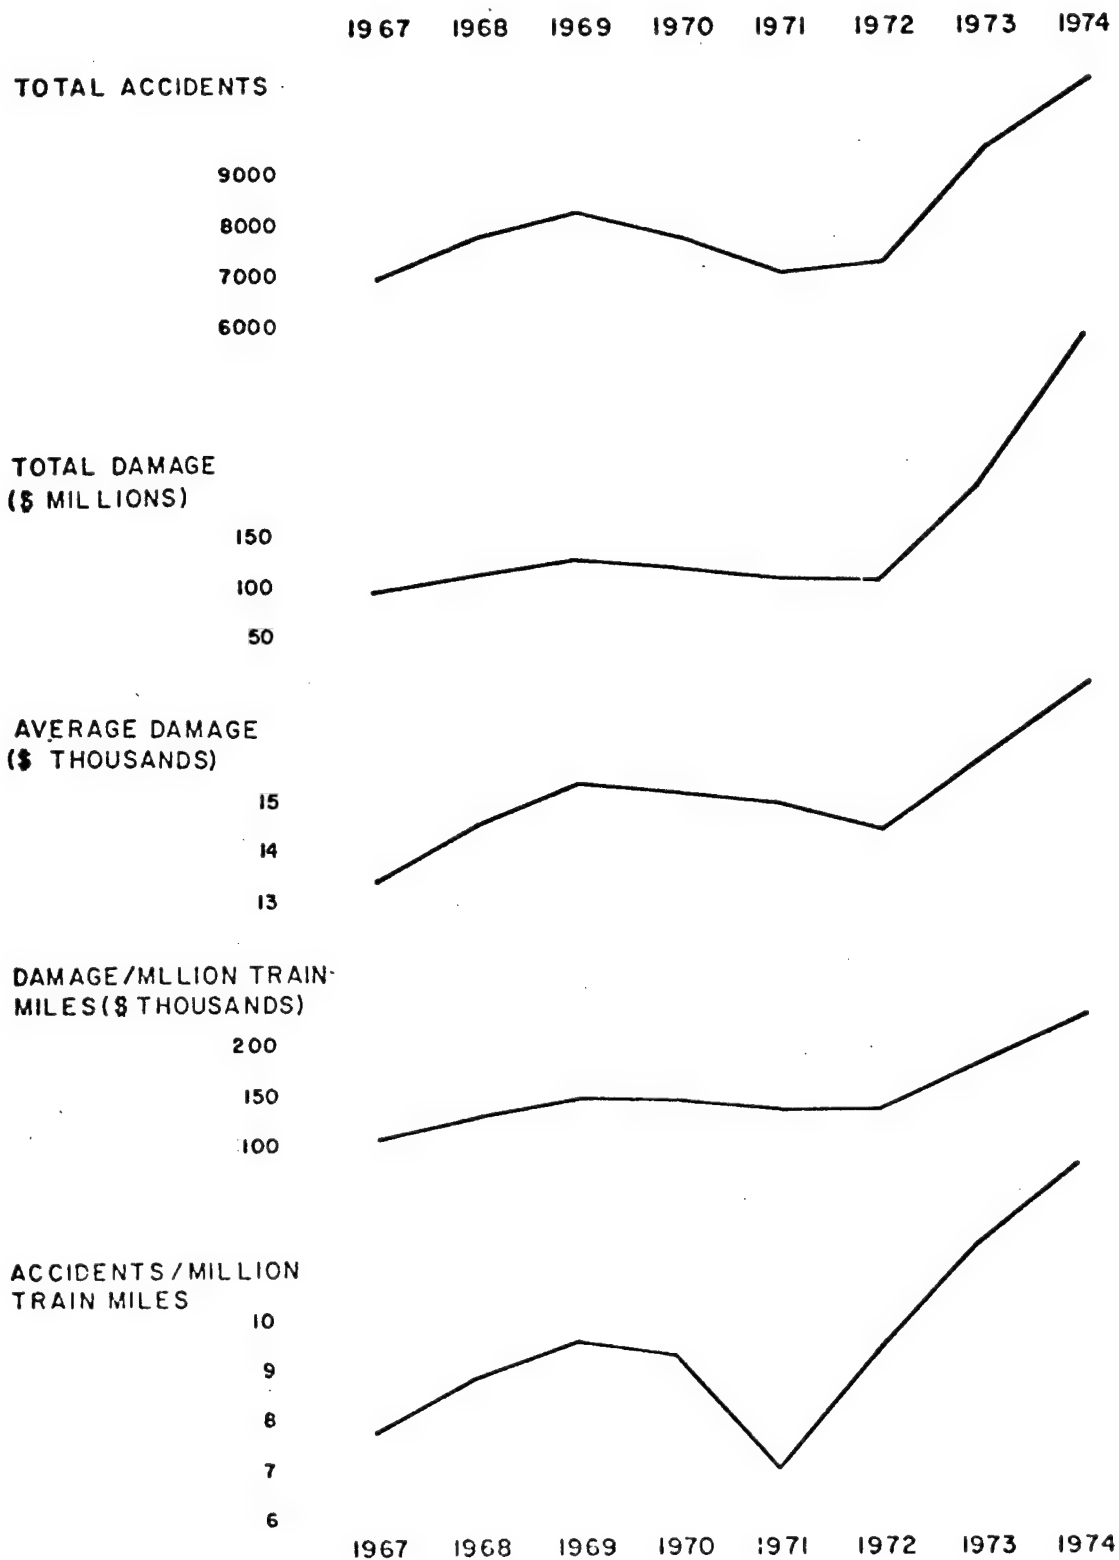 1967 1968 1969 1970 1971 1972 1973 1974
TOTAL ACCIDENTS
9000
8000
7000
6000
TOTAL DAMAGE
($ MILLIONS)
150
100
50
AVERAGE DAMAGE
($ THOUSANDS)
15
14
13
DAMAGE/MLLION TRAIN-
MILES($ THOUSANDS)
200
150
100
ACCIDENTS/MILLION
TRAIN MILES
10
9
8
7
6
1967 1968 1969 1970 1971 1972 1973 1974